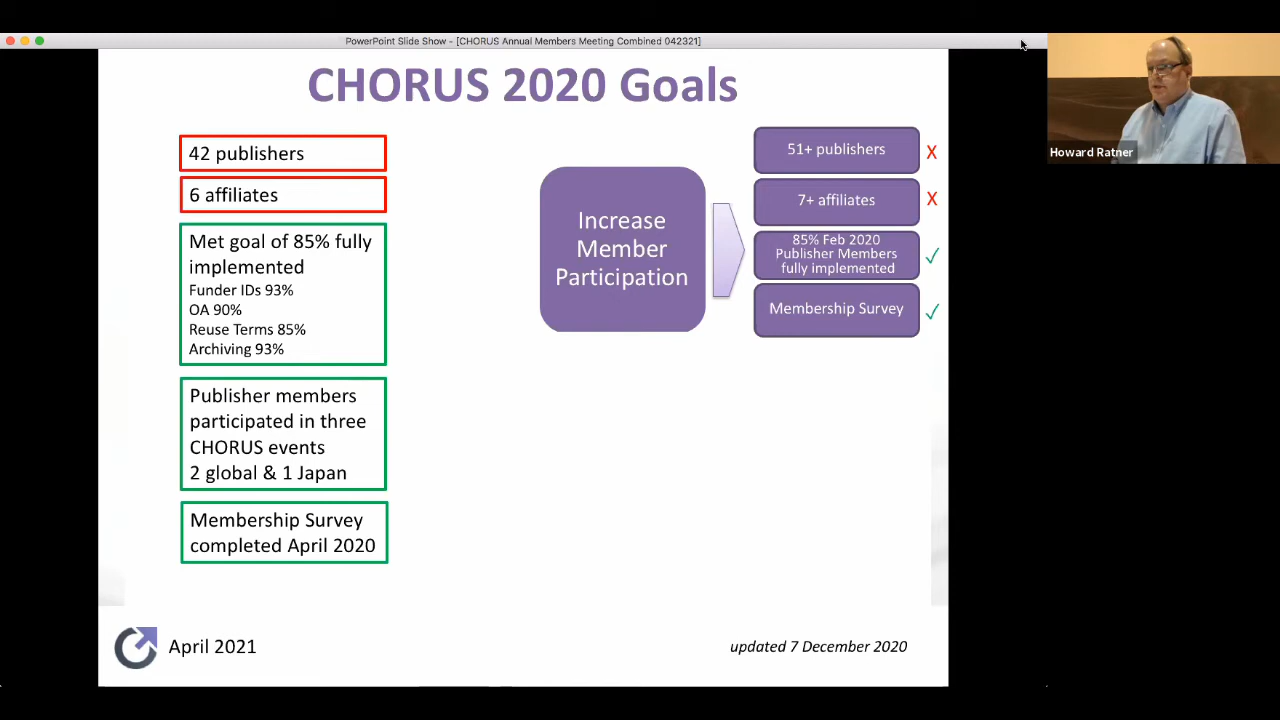 PowerPoint Slide Show - [CHORUS Annual Members Meeting Combined 042321]
CHORUS 2020 Goals
42 publishers
6 affiliates
Met goal of 85% fully
implemented
Funder IDs 93%
OA 90%
Reuse Terms 85%
Archiving 93%
Publisher members
participated in three
CHORUS events
2 global & 1 Japan
Membership Survey
completed April 2020
Increase
Member
Participation
51+ publishers
X
7+ affiliates
X
85% Feb 2020
Publisher Members
fully implemented
✓
Membership Survey
✓
April 2021
updated 7 December 2020
Howard Ratner